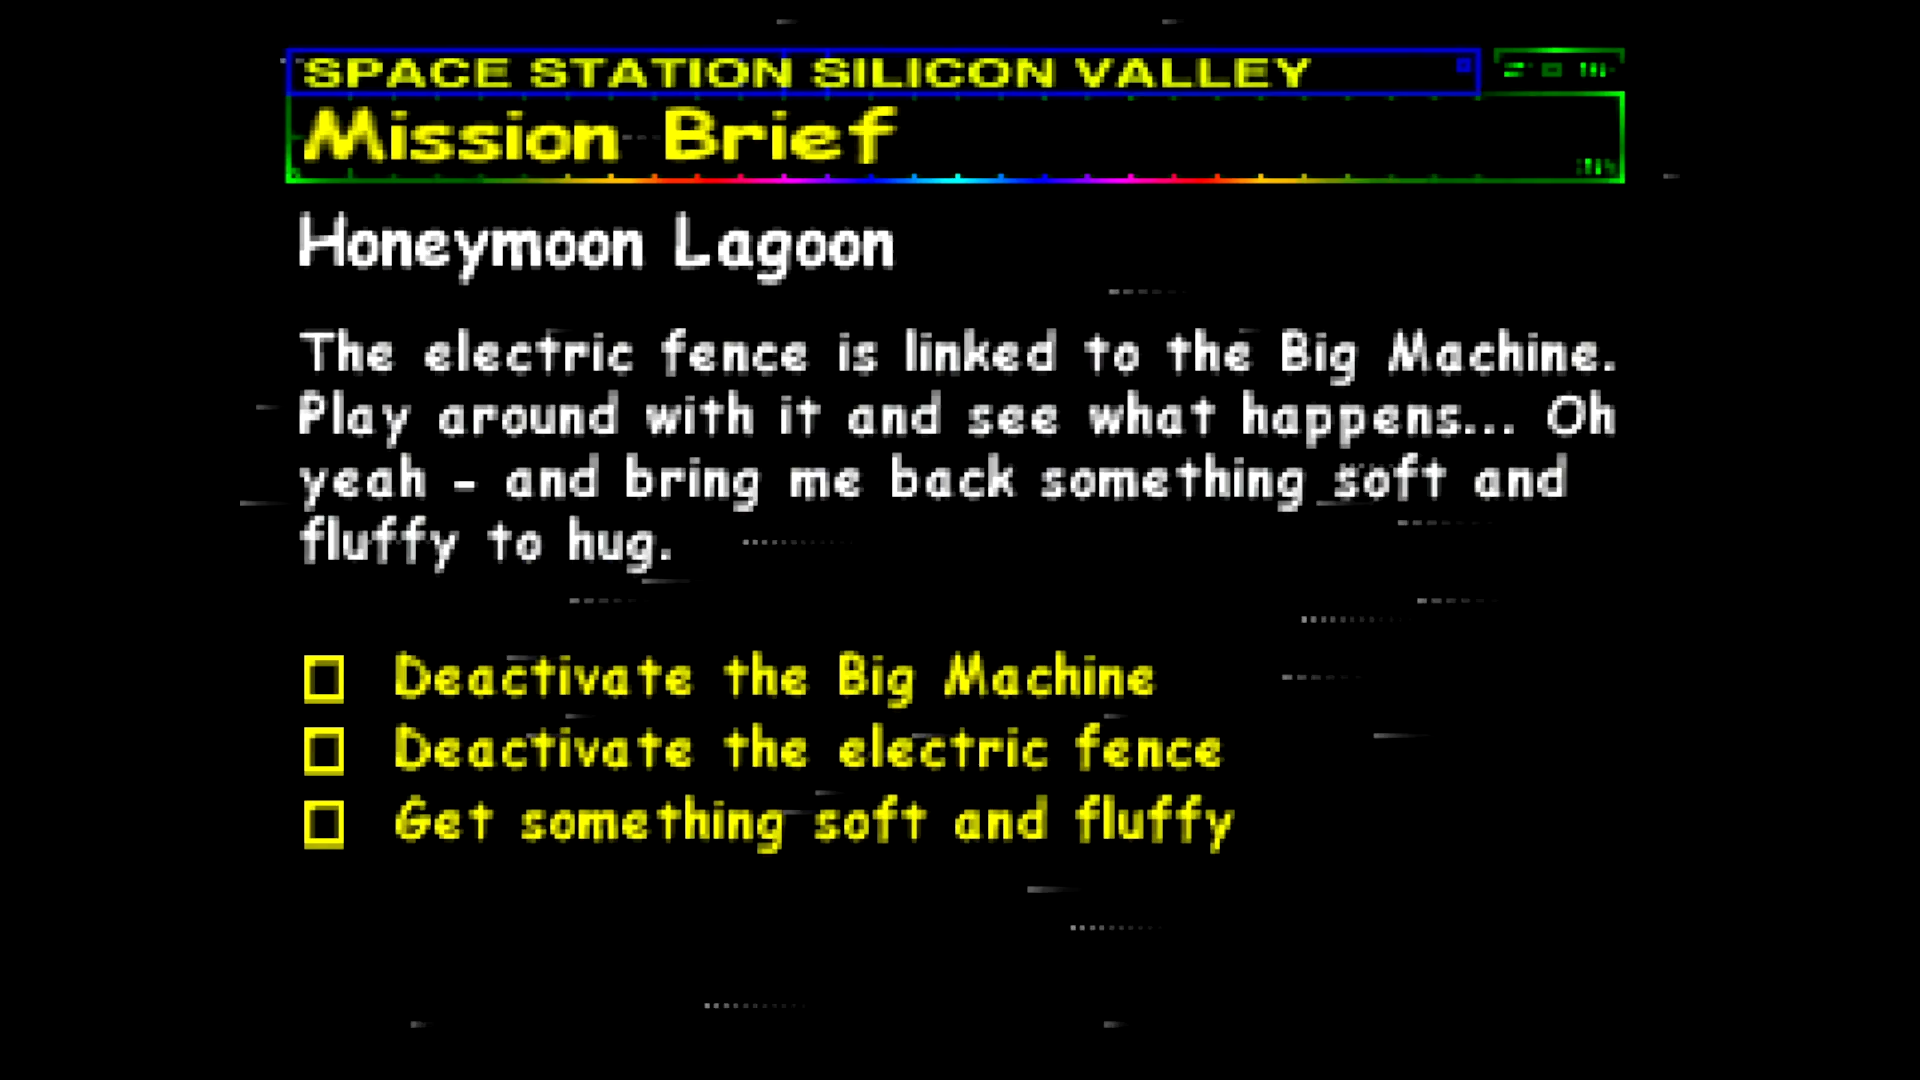 SPACE STATION SILICON VALLEY
Mission Brief
Honeymoon Lagoon
The electric fence is linked to the Big Machine.
Play around with it and see what happens... Oh
yeah - and bring me back something soft and
fluffy to hug.
Deactivate the Big Machine
Deactivate the electric fence
Get something soft and fluffy